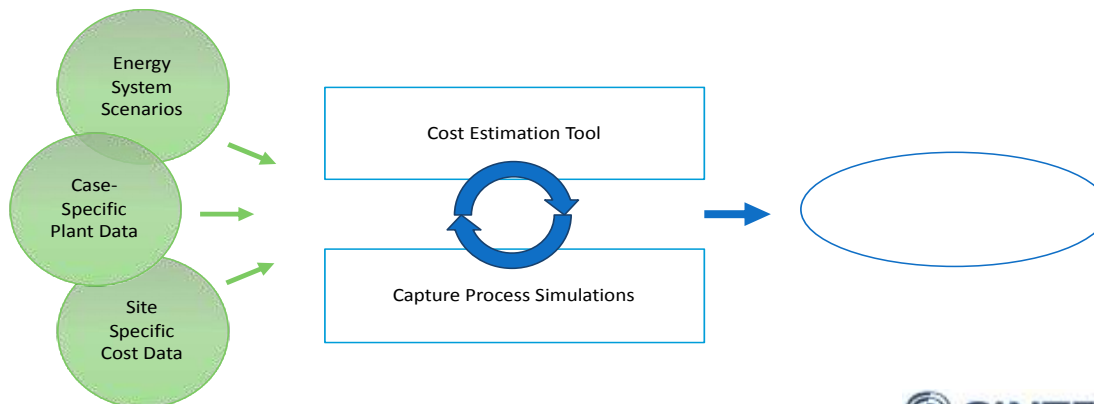 Energy
System
Scenarios
Cost Estimation Tool
Case-
Specific
Plant Data
Capture Process Simulations
Site
Specific
Cost Data